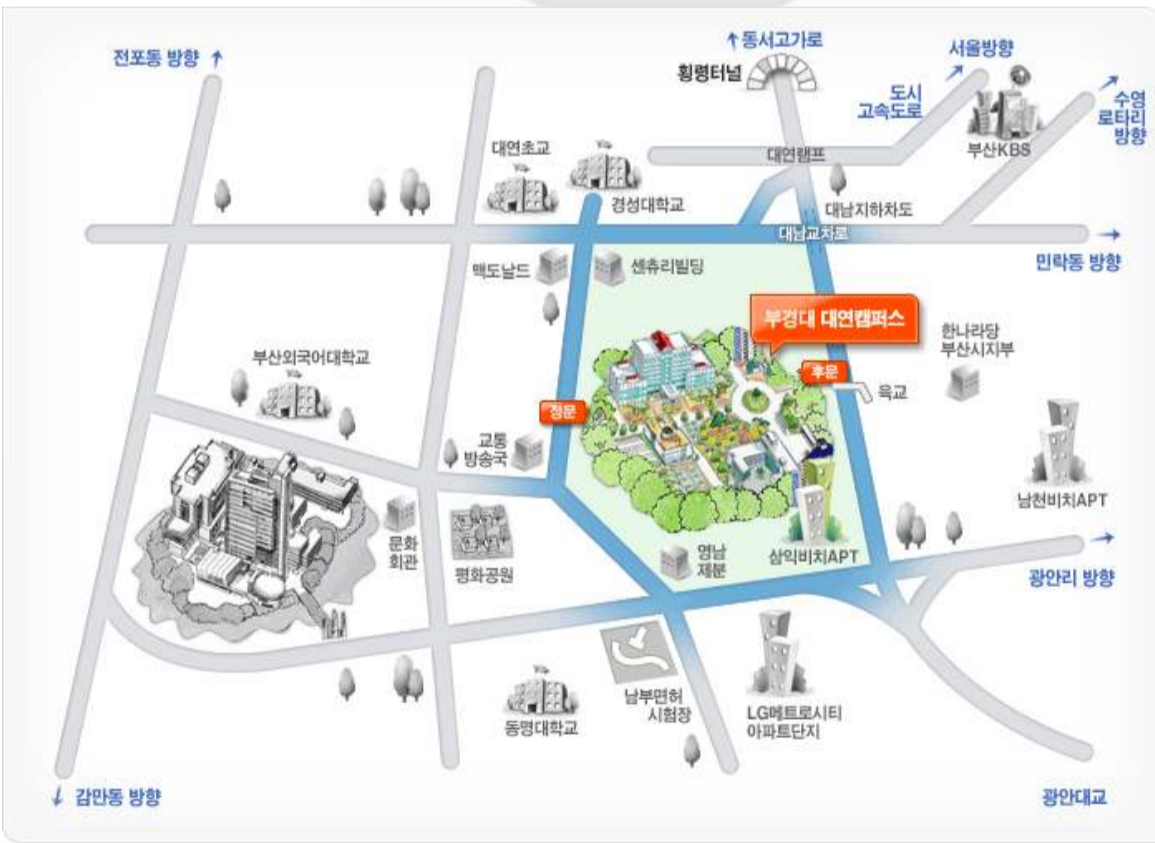 전포동 방향 ↑
↑ 동서고가로
횡령터널
서울방향
도시
고속도로
수영
로타리
방향
부산KBS
대연초교
경성대학교
대연램프
대남지하차도
대남교차로
민락동 방향
맥도날드
센츄리빌딩
부경대 대연캠퍼스
한나라당
부산시지부
부산외국어대학교
후문
육교
정문
교통
방송국
남천비치APT
문화
회관
평화공원
영남
제분
삼익비치APT
광안리 방향
남부면허
시험장
동명대학교
LG메트로시티
아파트단지
↓ 감만동 방향
광안대교